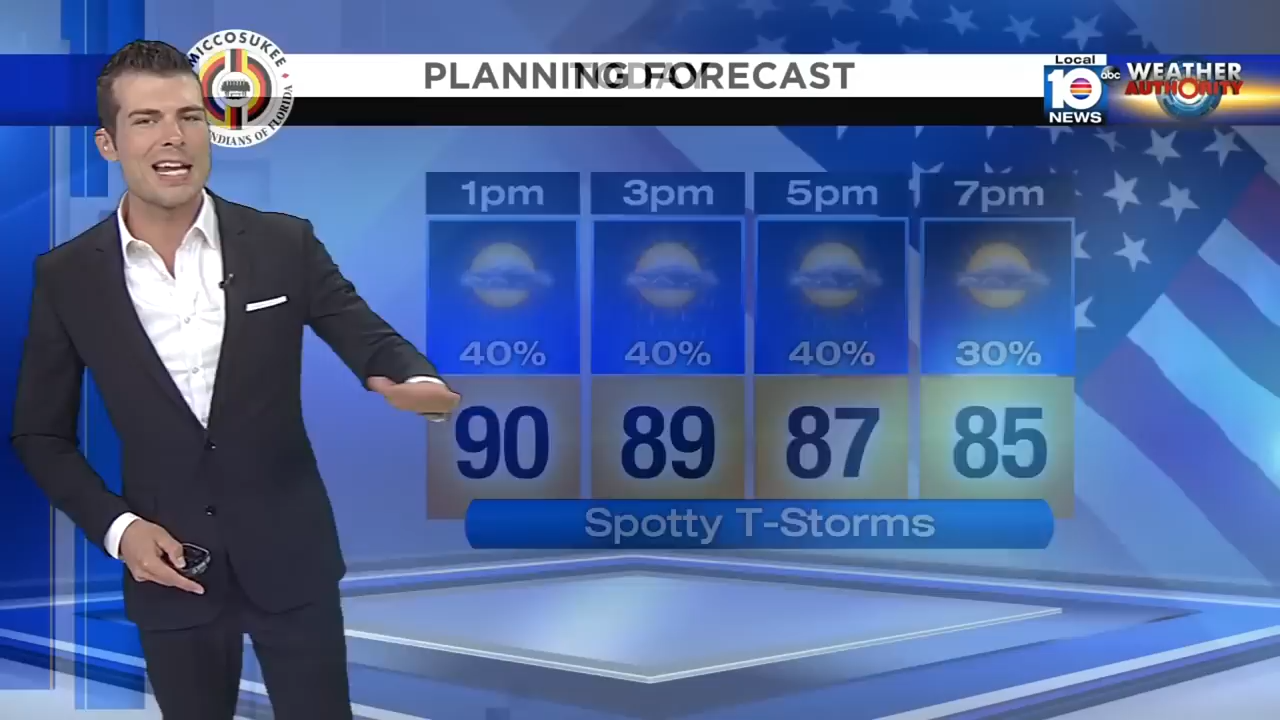 MICCOSUKEE
INDIANS OF FLORIDA
PLANNING FORECAST
TODAY
Local
10
abc
NEWS
WEATHER
AUTHORITY
1pm 3pm 5pm 7pm
40% 40% 40% 30%
90 89 87 85
Spotty T-Storms